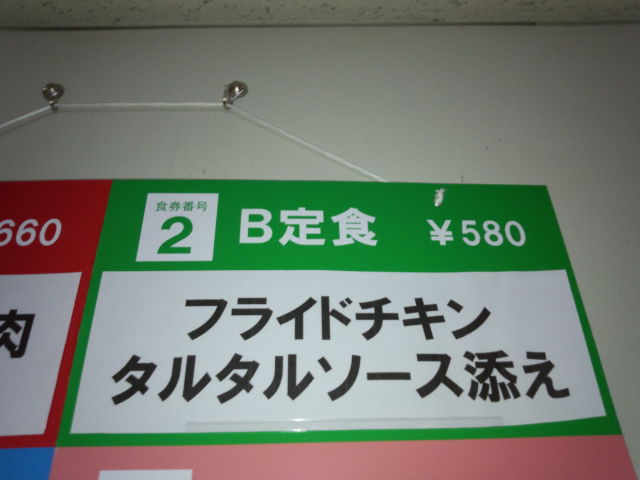 660
肉
食券番号
2
B定食
¥580
フライドチキン
タルタルソース添え